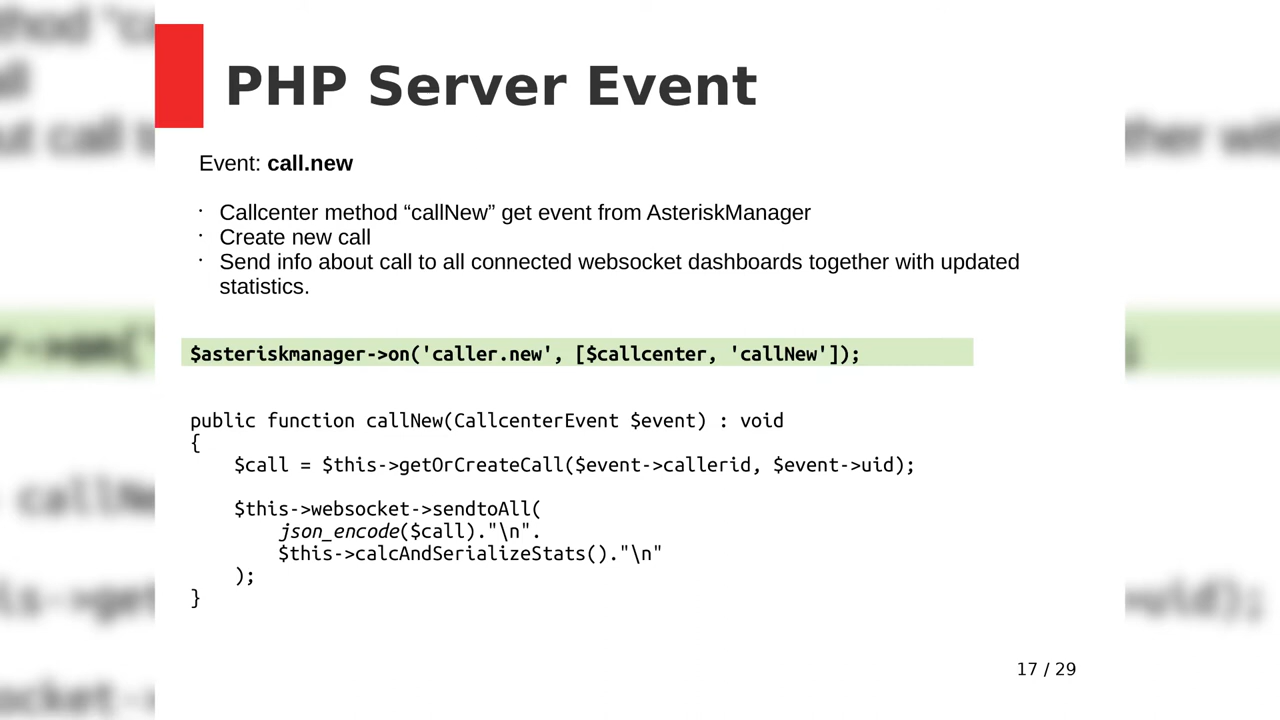 PHP Server Event
Event: call.new
· Callcenter method “callNew” get event from AsteriskManager
· Create new call
· Send info about call to all connected websocket dashboards together with updated
statistics.
$asteriskmanager->on('caller.new', [$callcenter, 'callNew']);
public function callNew(CallcenterEvent $event) : void
{
    $call = $this->getOrCreateCall($event->callerid, $event->uid);
    $this->websocket->sendtoAll(
        json_encode($call)."\n".
        $this->calcAndSerializeStats()."\n"
    );
}
17 / 29